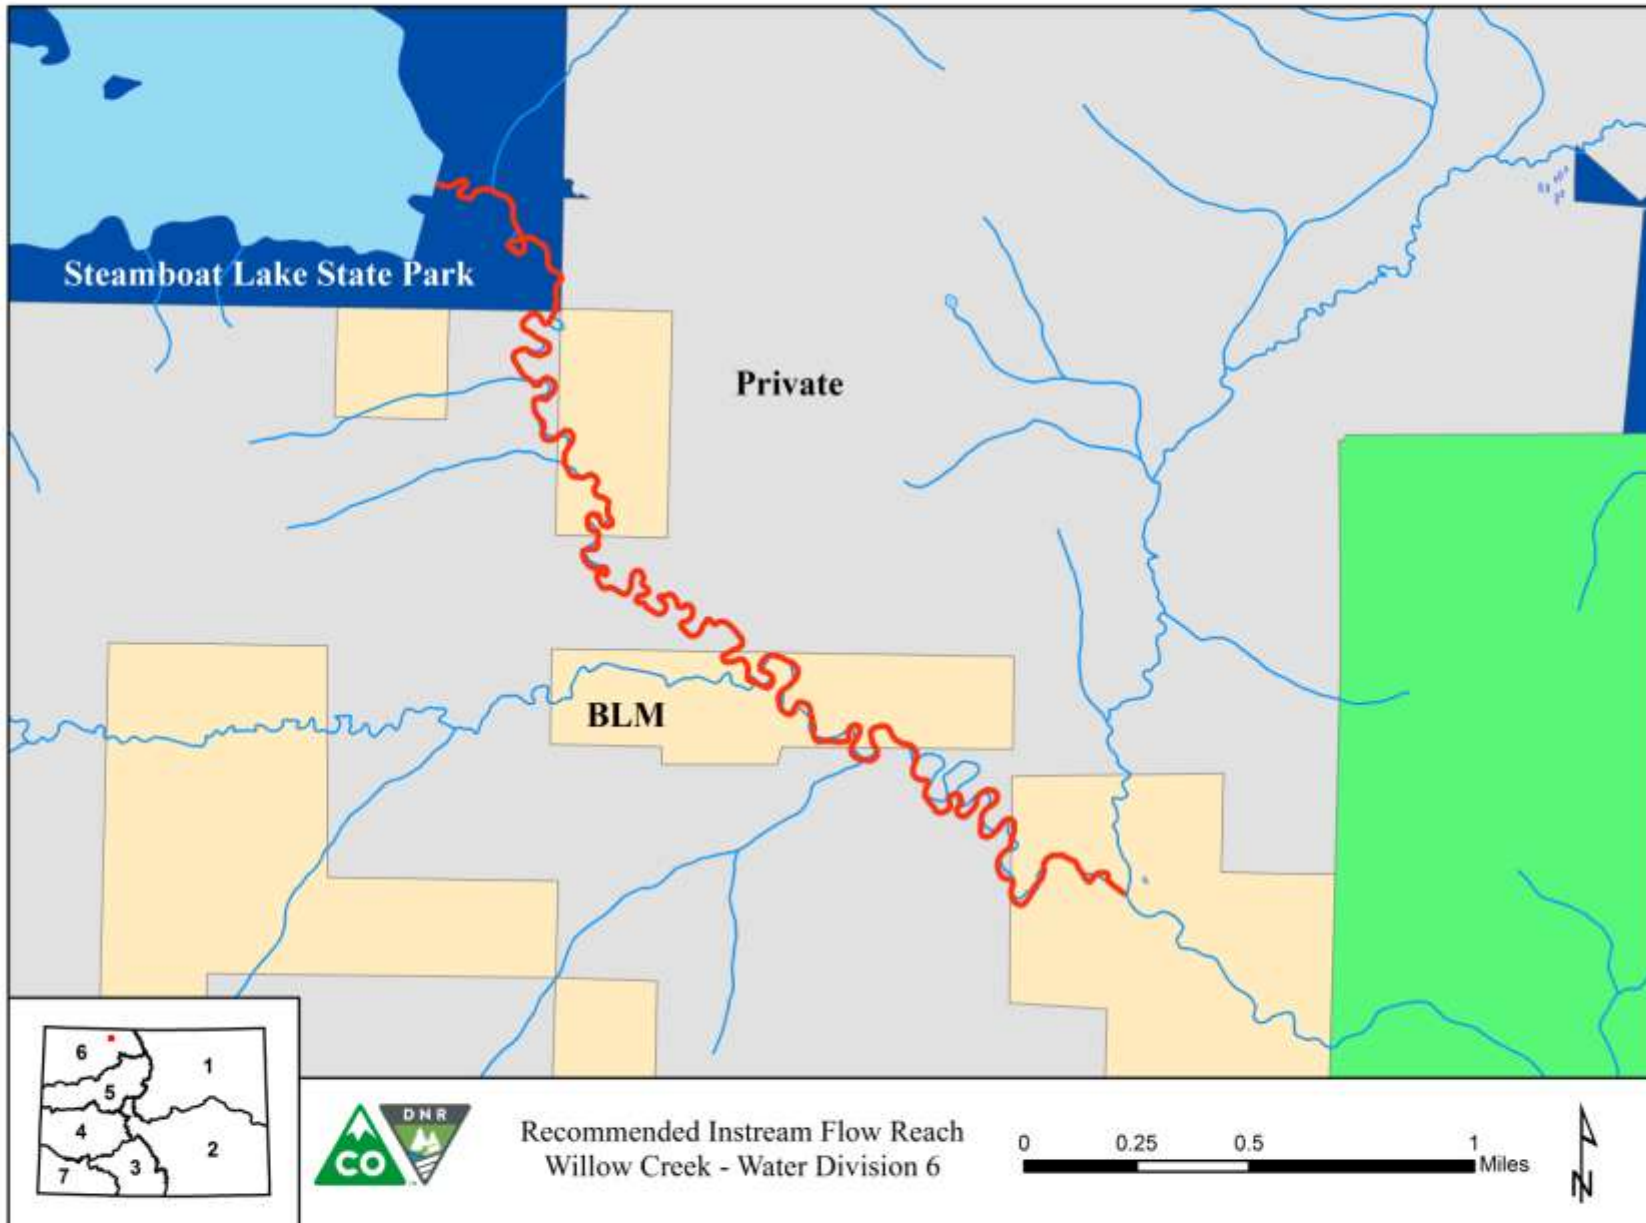 Steamboat Lake State Park
Private
BLM
6
1
5
4
2
3
7
CO
DNR
Recommended Instream Flow Reach
Willow Creek - Water Division 6
0 0.25 0.5 1
Miles
N